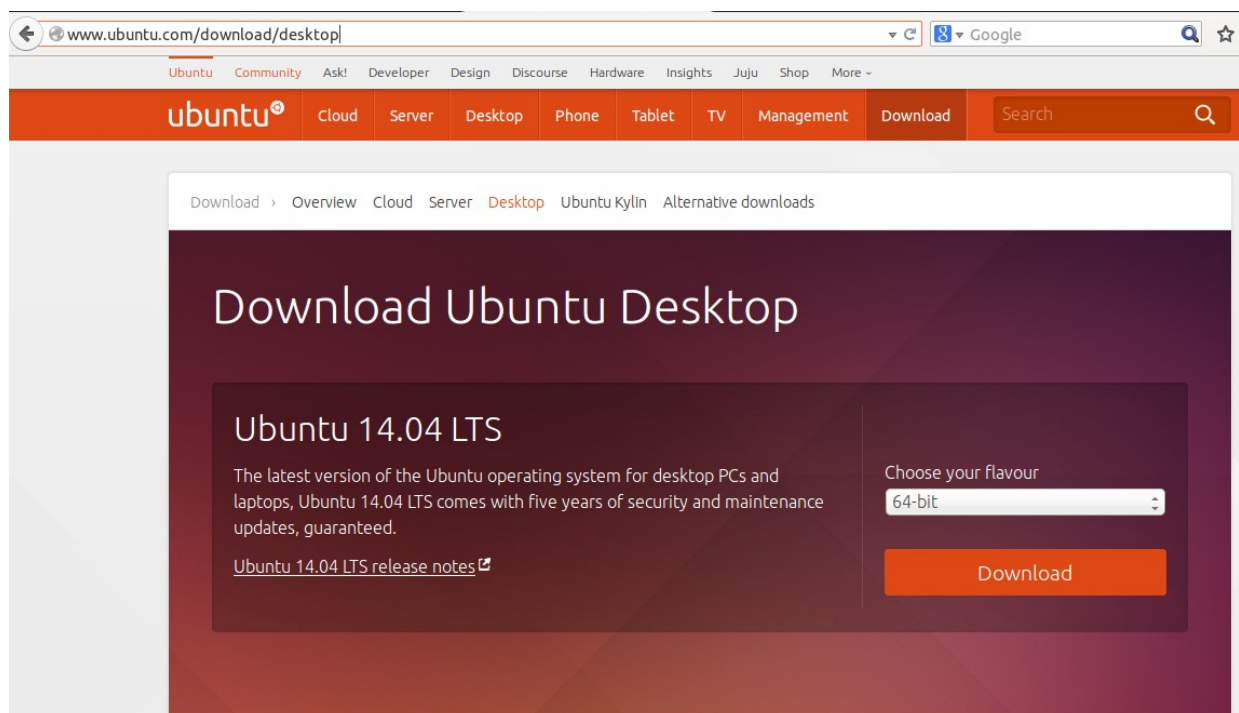 www.ubuntu.com/download/desktop Google
Ubuntu Community Ask! Developer Design Discourse Hardware Insights Juju Shop More
ubuntu Cloud Server Desktop Phone Tablet TV Management Download Search
Download › Overview Cloud Server Desktop Ubuntu Kylin Alternative downloads
Download Ubuntu Desktop
Ubuntu 14.04 LTS
The latest version of the Ubuntu operating system for desktop PCs and
laptops, Ubuntu 14.04 LTS comes with five years of security and maintenance
updates, guaranteed.
Ubuntu 14.04 LTS release notes
Choose your flavour
64-bit
Download